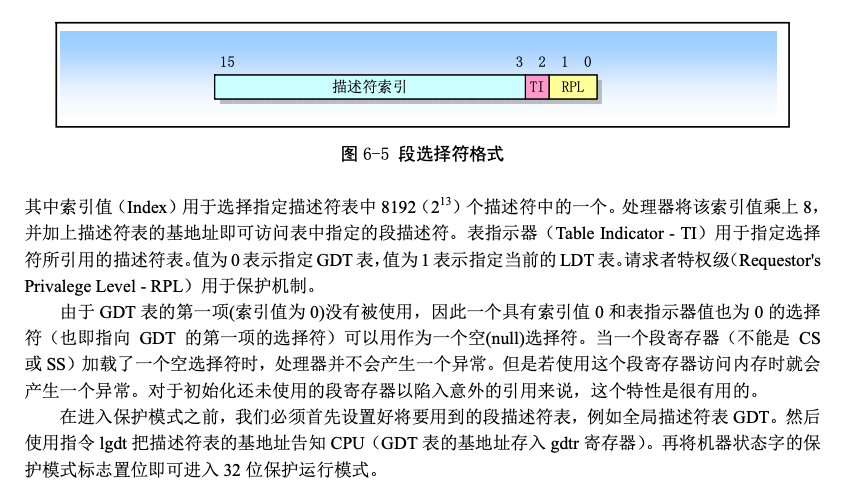 15 3 2 1 0
描述符索引 TI RPL
图 6-5 段选择符格式
其中索引值（Index）用于选择指定描述符表中 8192（2¹³）个描述符中的一个。处理器将该索引值乘上 8，
并加上描述符表的基地址即可访问表中指定的段描述符。表指示器（Table Indicator - TI）用于指定选择
符所引用的描述符表。值为 0 表示指定 GDT 表，值为 1 表示指定当前的 LDT 表。请求者特权级（Requestor's
Privalege Level - RPL）用于保护机制。
由于 GDT 表的第一项(索引值为 0)没有被使用，因此一个具有索引值 0 和表指示器值也为 0 的选择
符（也即指向 GDT 的第一项的选择符）可以用作为一个空(null)选择符。当一个段寄存器（不能是 CS
或 SS）加载了一个空选择符时，处理器并不会产生一个异常。但是若使用这个段寄存器访问内存时就会
产生一个异常。对于初始化还未使用的段寄存器以陷入意外的引用来说，这个特性是很有用的。
在进入保护模式之前，我们必须首先设置好将要用到的段描述符表，例如全局描述符表 GDT。然后
使用指令 lgdt 把描述符表的基地址告知 CPU（GDT 表的基地址存入 gdtr 寄存器）。再将机器状态字的保
护模式标志置位即可进入 32 位保护运行模式。